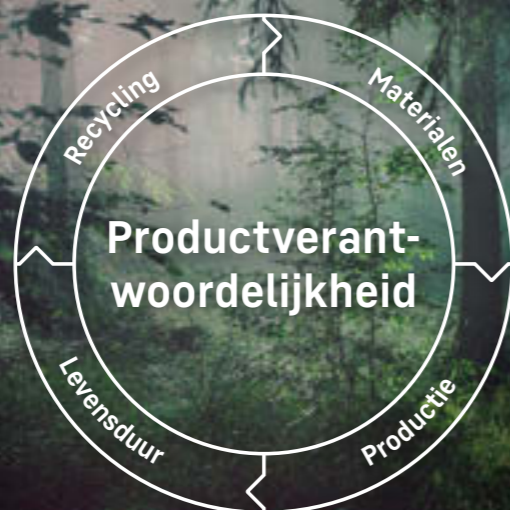 Recycling
Materialen
Productverant-
woordelijkheid
Levensduur
Productie